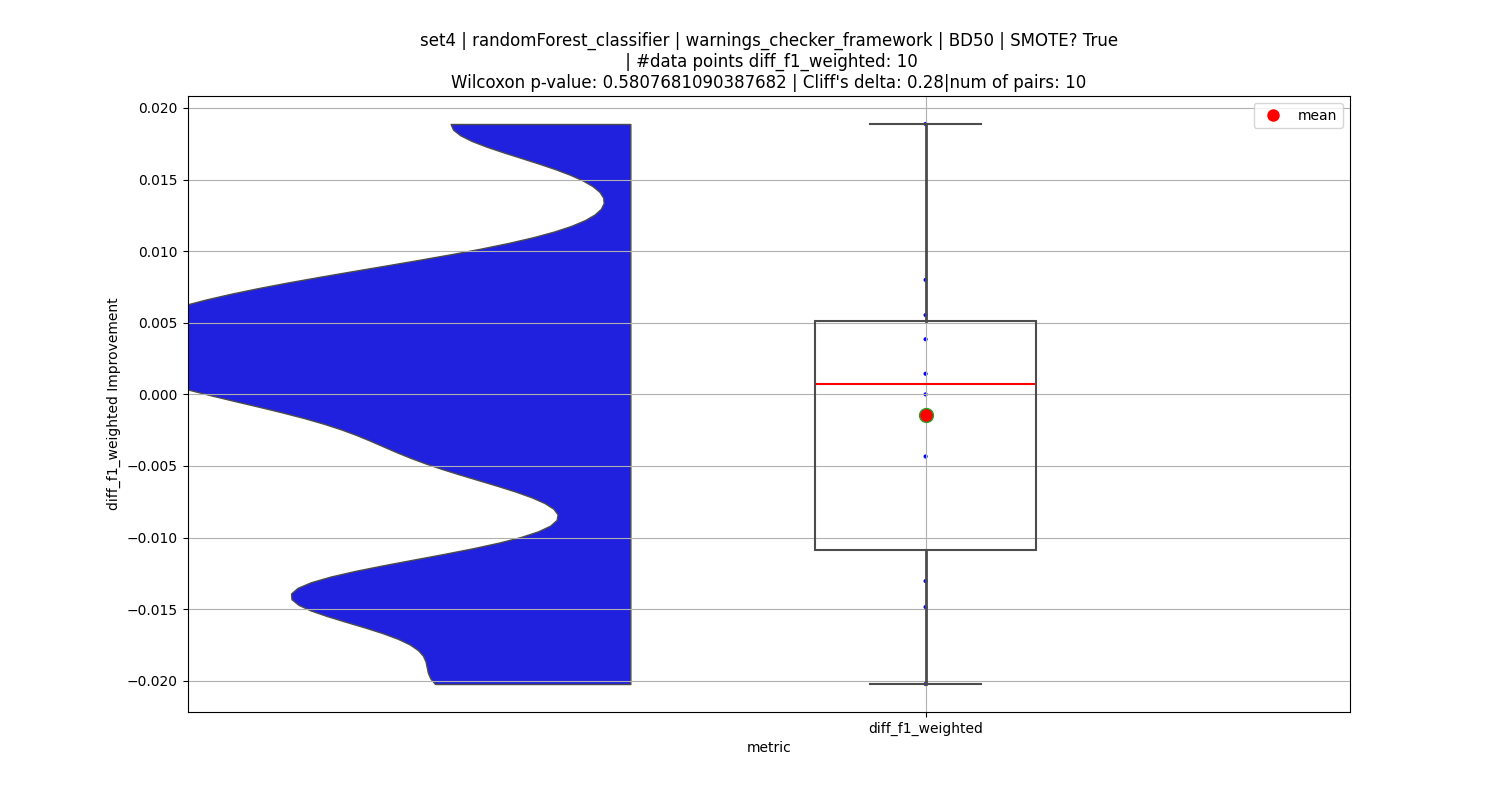 set4 | randomForest_classifier | warnings_checker_framework | BD50 | SMOTE? True
| #data points diff_f1_weighted: 10
Wilcoxon p-value: 0.5807681090387682 | Cliff's delta: 0.28|num of pairs: 10
mean
0.020
0.015
0.010
0.005
0.000
−0.005
−0.010
−0.015
−0.020
diff_f1_weighted Improvement
diff_f1_weighted
metric